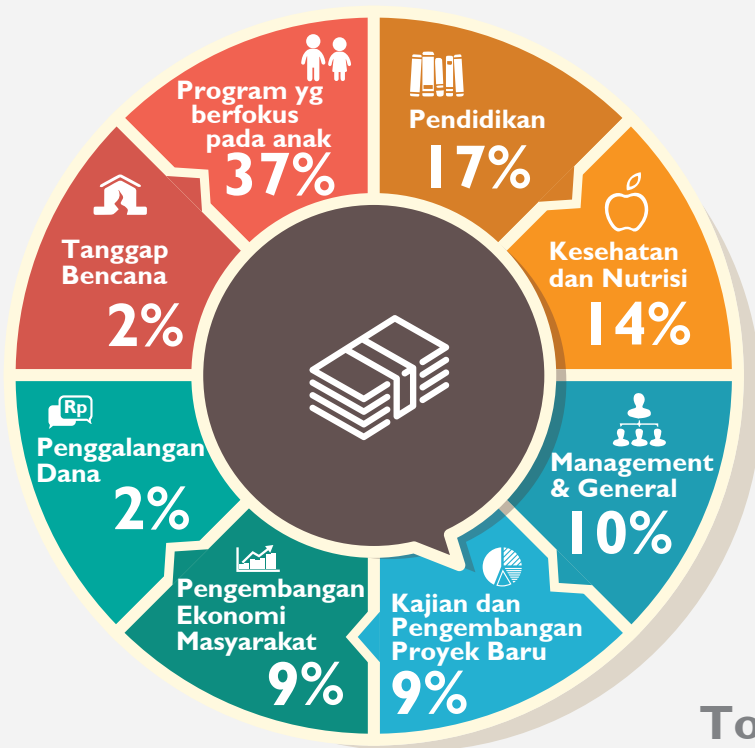 Program yg
berfokus
pada anak
37%
Pendidikan
17%
Kesehatan
dan Nutrisi
14%
Management
& General
10%
Kajian dan
Pengembangan
Proyek Baru
9%
Pengembangan
Ekonomi
Masyarakat
9%
Rp
Penggalangan
Dana
2%
Tanggap
Bencana
2%
To